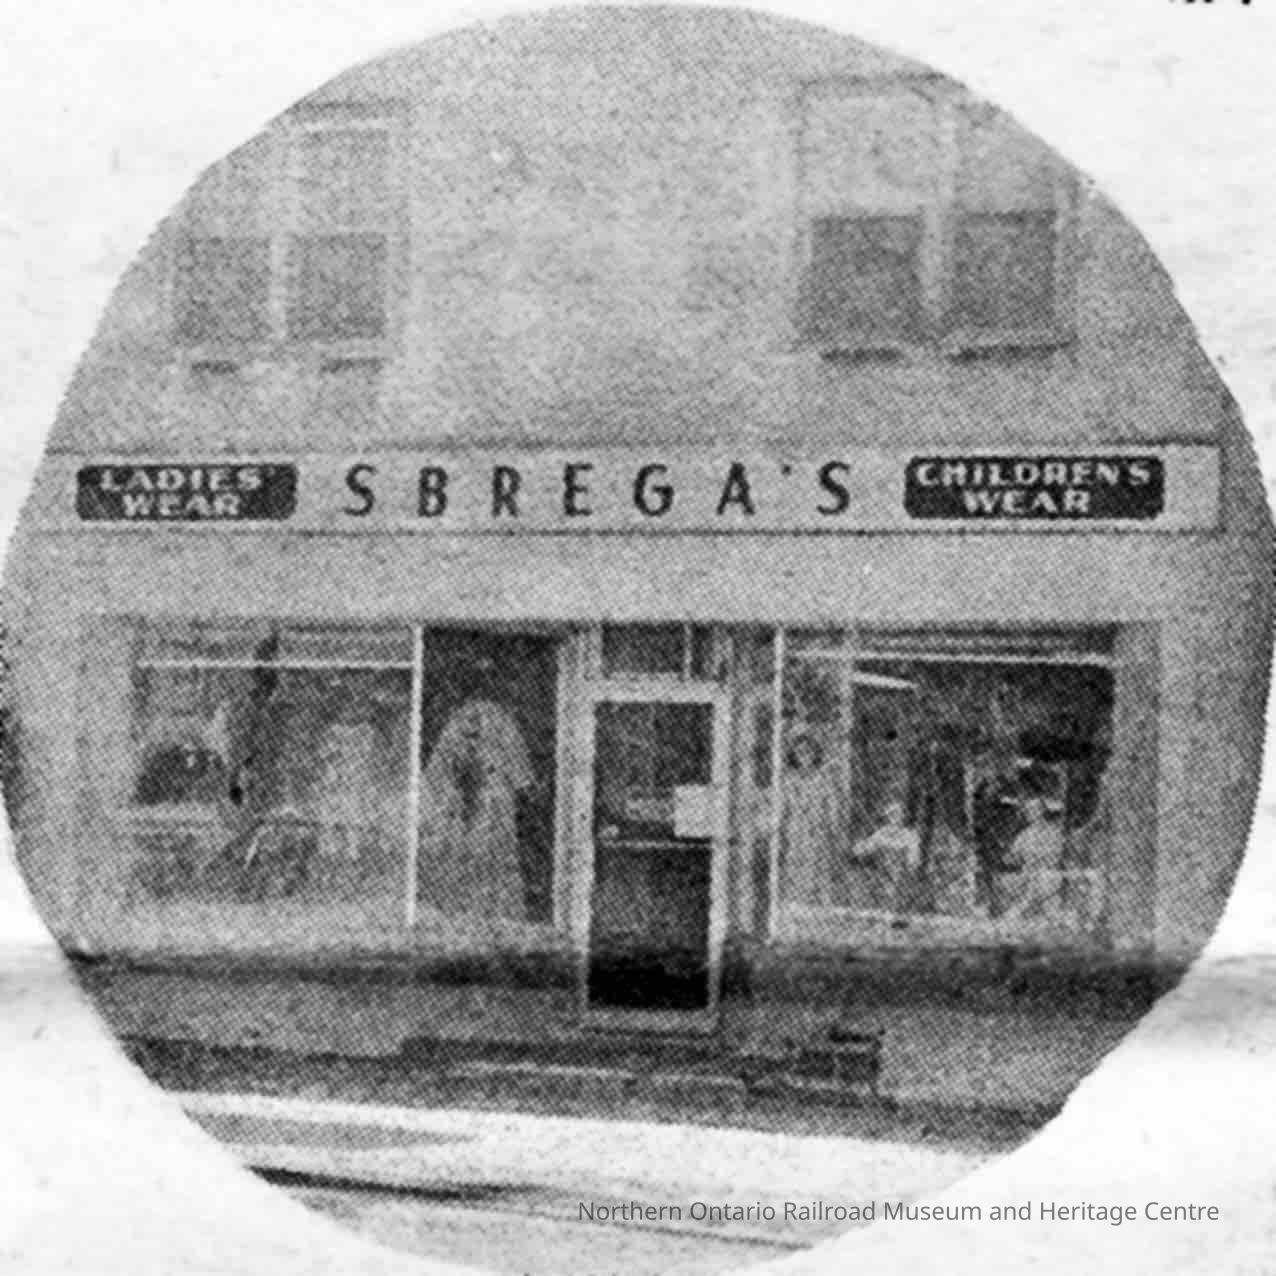 LADIES'
WEAR
SBREGA'S
CHILDREN'S
WEAR
Northern Ontario Railroad Museum and Heritage Centre